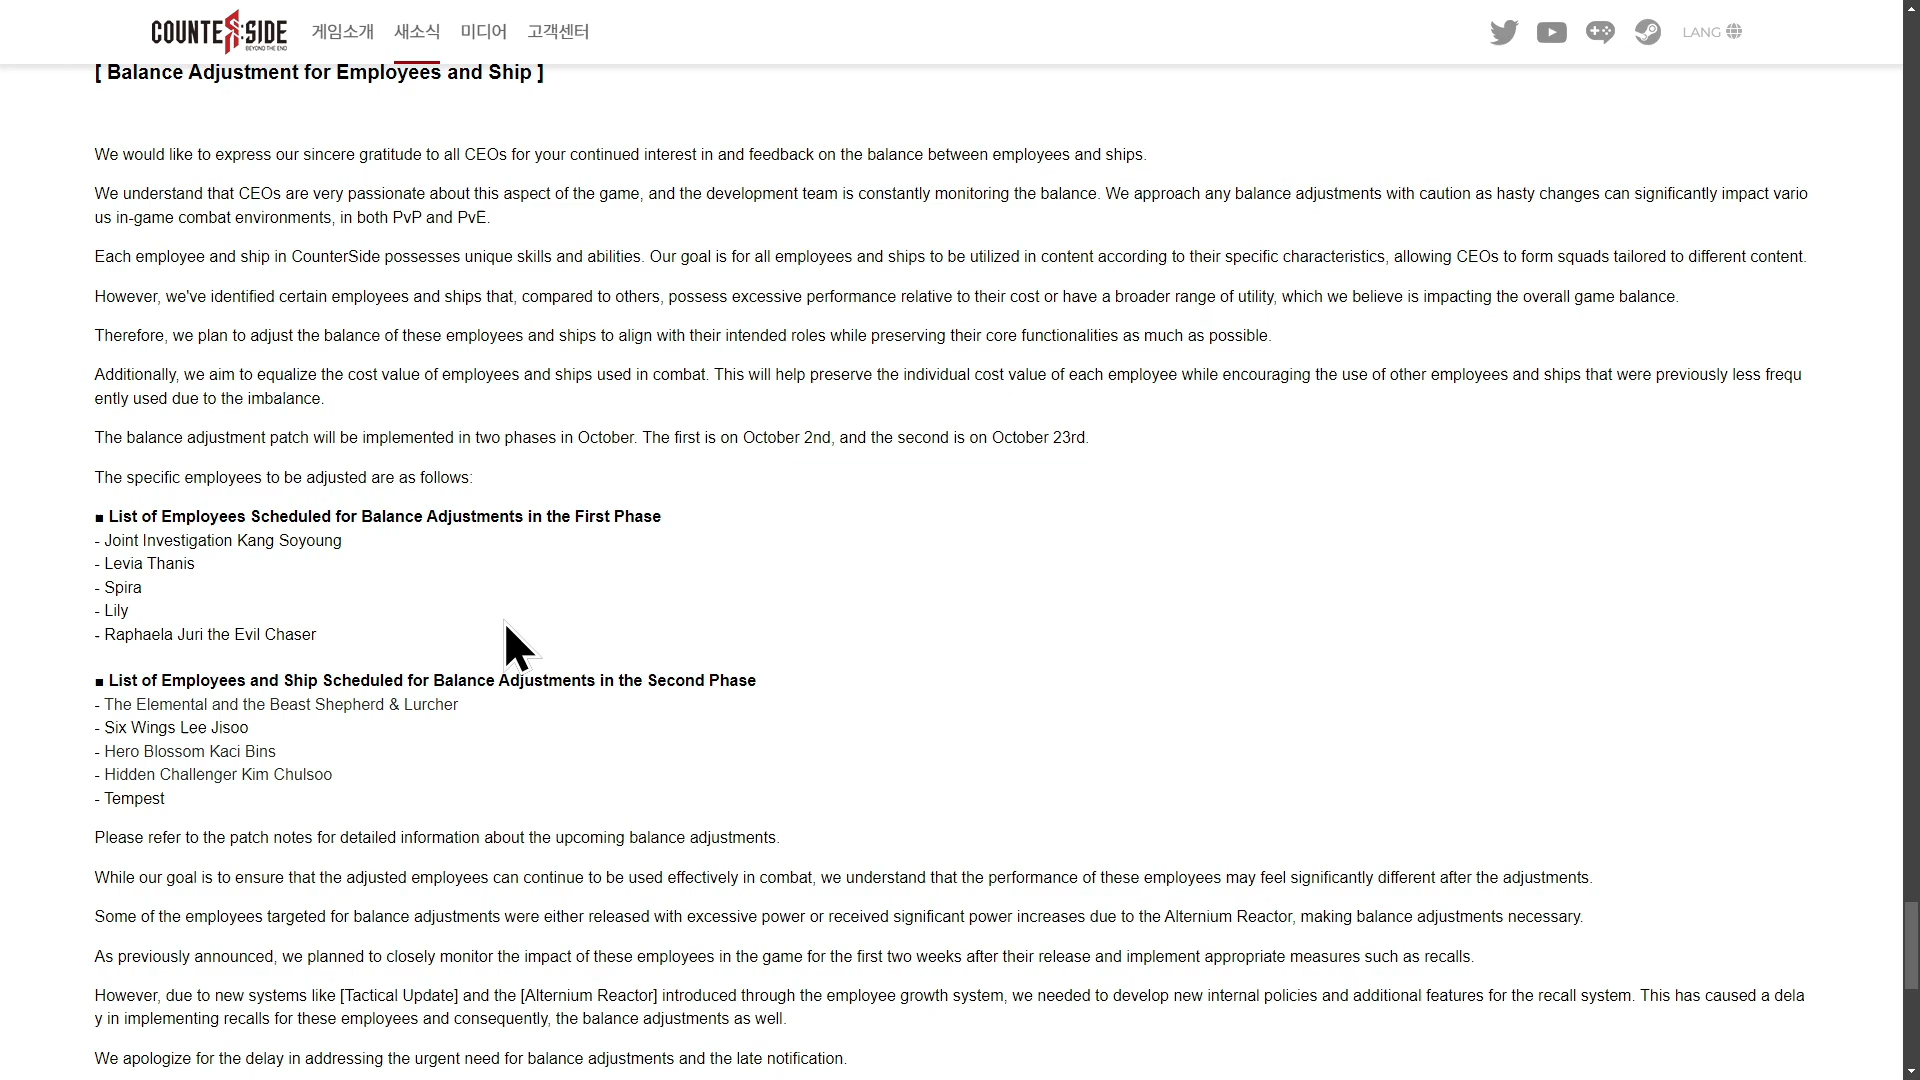 COUNTER:SIDE
BEYOND THE END
게임소개
새소식
미디어
고객센터
LANG
[ Balance Adjustment for Employees and Ship ]
We would like to express our sincere gratitude to all CEOs for your continued interest in and feedback on the balance between employees and ships.
We understand that CEOs are very passionate about this aspect of the game, and the development team is constantly monitoring the balance. We approach any balance adjustments with caution as hasty changes can significantly impact vario
us in-game combat environments, in both PvP and PvE.
Each employee and ship in CounterSide possesses unique skills and abilities. Our goal is for all employees and ships to be utilized in content according to their specific characteristics, allowing CEOs to form squads tailored to different content.
However, we've identified certain employees and ships that, compared to others, possess excessive performance relative to their cost or have a broader range of utility, which we believe is impacting the overall game balance.
Therefore, we plan to adjust the balance of these employees and ships to align with their intended roles while preserving their core functionalities as much as possible.
Additionally, we aim to equalize the cost value of employees and ships used in combat. This will help preserve the individual cost value of each employee while encouraging the use of other employees and ships that were previously less frequ
ently used due to the imbalance.
The balance adjustment patch will be implemented in two phases in October. The first is on October 2nd, and the second is on October 23rd.
The specific employees to be adjusted are as follows:
■ List of Employees Scheduled for Balance Adjustments in the First Phase
- Joint Investigation Kang Soyoung
- Levia Thanis
- Spira
- Lily
- Raphaela Juri the Evil Chaser
■ List of Employees and Ship Scheduled for Balance Adjustments in the Second Phase
- The Elemental and the Beast Shepherd & Lurcher
- Six Wings Lee Jisoo
- Hero Blossom Kaci Bins
- Hidden Challenger Kim Chulsoo
- Tempest
Please refer to the patch notes for detailed information about the upcoming balance adjustments.
While our goal is to ensure that the adjusted employees can continue to be used effectively in combat, we understand that the performance of these employees may feel significantly different after the adjustments.
Some of the employees targeted for balance adjustments were either released with excessive power or received significant power increases due to the Alternium Reactor, making balance adjustments necessary.
As previously announced, we planned to closely monitor the impact of these employees in the game for the first two weeks after their release and implement appropriate measures such as recalls.
However, due to new systems like [Tactical Update] and the [Alternium Reactor] introduced through the employee growth system, we needed to develop new internal policies and additional features for the recall system. This has caused a dela
y in implementing recalls for these employees and consequently, the balance adjustments as well.
We apologize for the delay in addressing the urgent need for balance adjustments and the late notification.